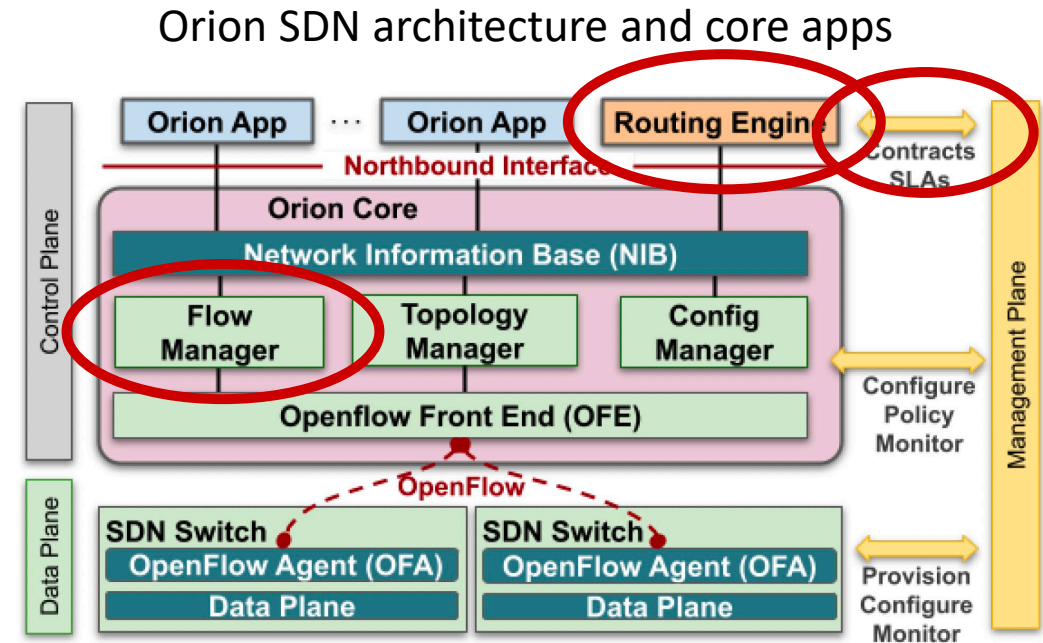 Orion SDN architecture and core apps
Orion App
...
Orion App
Routing Engine
Contracts
SLAs
Northbound Interface
Orion Core
Network Information Base (NIB)
Flow
Manager
Topology
Manager
Config
Manager
Openflow Front End (OFE)
Configure
Policy
Monitor
Control Plane
Management Plane
OpenFlow
SDN Switch
OpenFlow Agent (OFA)
Data Plane
SDN Switch
OpenFlow Agent (OFA)
Data Plane
Provision
Configure
Monitor
Data Plane